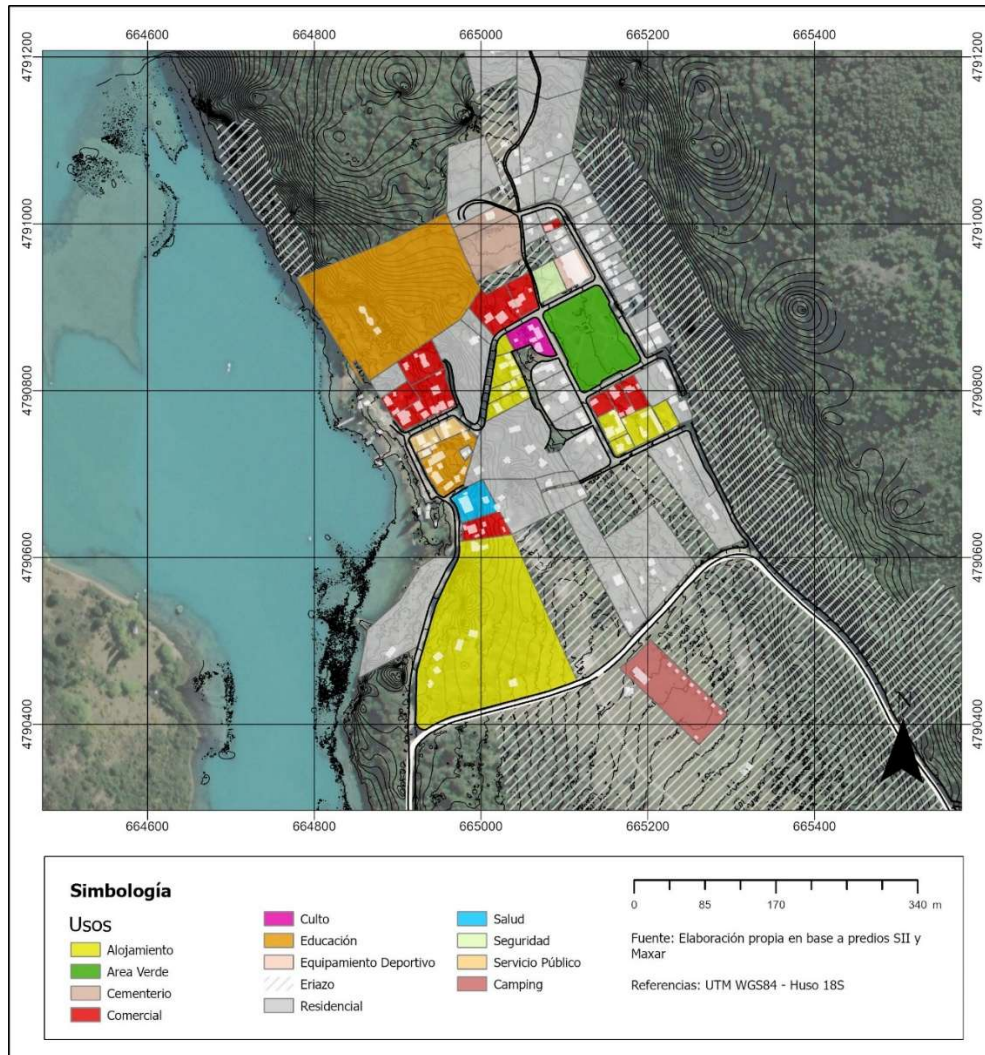 664600 664800 665000 665200 665400
4791200 4791200
4791000 4791000
4790800 4790800
4790600 4790600
4790400 4790400
N
664600 664800 665000 665200 665400
Simbología
Usos
Alojamiento
Area Verde
Cementerio
Comercial
Culto
Educación
Equipamiento Deportivo
Eriazo
Residencial
Salud
Seguridad
Servicio Público
Camping
0 85 170 340 m
Fuente: Elaboración propia en base a predios SII y
Maxar
Referencias: UTM WGS84 - Huso 18S